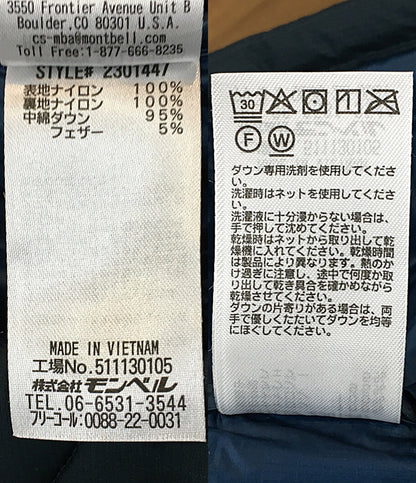 3550 Frontier Avenue Unit B
Boulder, CO 80301 U.S.A.
cs-mba@montbell.com
Toll Free:1-877-666-8235
STYLE# 2301447
表地ナイロン 100%
裏地ナイロン 100%
中綿ダウン 95%
フェザー 5%
MADE IN VIETNAM
工場No.511130105
株式会社モンベル
TEL.06-6531-3544
フリーコール:0088-22-0031
30
F W
ダウン専用洗剤を使用してくださ
い。
洗濯時はネットを使用してくださ
い。
洗濯液に十分浸からない場合は、
手で押して沈めてください。
乾燥時はネットから取り出して乾
燥機に入れてください。乾燥時間
は製品により異なります。熱のか
け過ぎに注意し、途中で何度か取
り出して乾き具合を確かめながら
乾燥させてください。
ダウンの片寄りがある場合は、両
手で優しくたたいてダウンを均等
にほぐしてください。